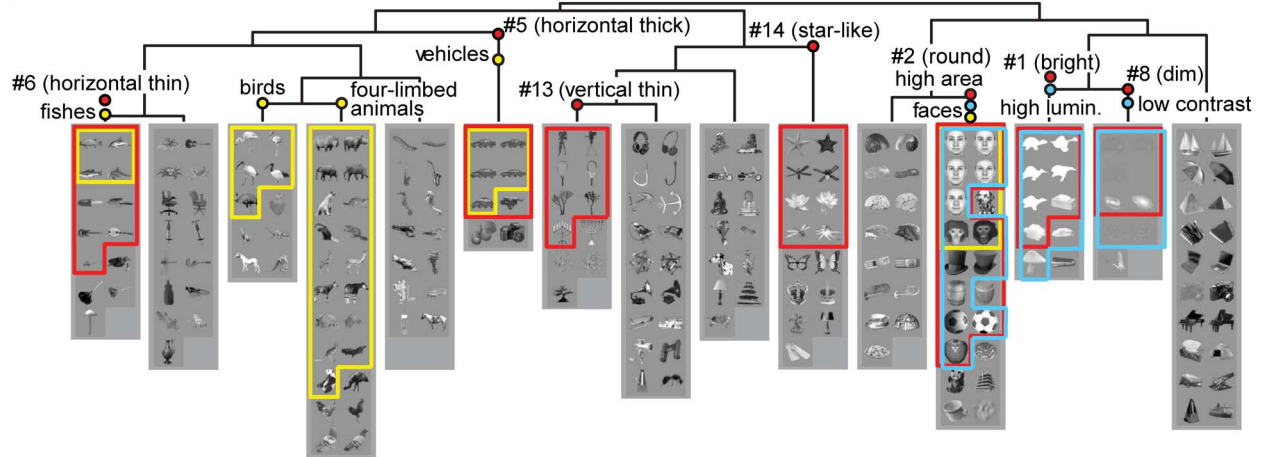 #5 (horizontal thick)
vehicles
#14 (star-like)
#6 (horizontal thin)
fishes
birds
four-limbed
animals
#13 (vertical thin)
#2 (round)
high area
faces
#1 (bright)
high lumin.
#8 (dim)
low contrast